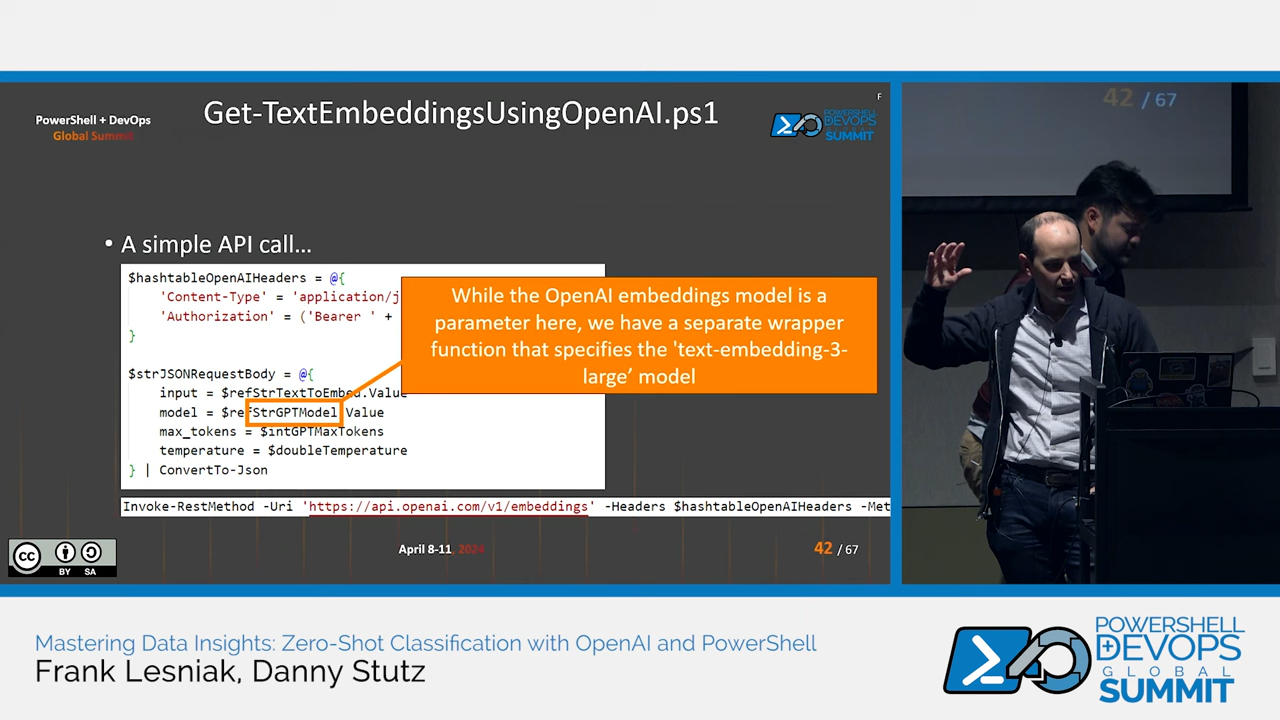 PowerShell + DevOps
Global Summit
Get-TextEmbeddingsUsingOpenAI.ps1
F
POWERSHELL
DEVOPS
GLOBAL
SUMMIT
• A simple API call...
$hashtableOpenAIHeaders = @{
'Content-Type' = 'application/j
'Authorization' = ('Bearer ' +
}
$strJSONRequestBody = @{
input = $refStrTextToEmbed.Value
model = $refStrGPTModel.Value
max_tokens = $intGPTMaxTokens
temperature = $doubleTemperature
} | ConvertTo-Json
While the OpenAI embeddings model is a
parameter here, we have a separate wrapper
function that specifies the 'text-embedding-3-
large’ model
Invoke-RestMethod -Uri 'https://api.openai.com/v1/embeddings' -Headers $hashtableOpenAIHeaders -Met
cc
BY SA
April 8-11, 2024
42 / 67
42 / 67
Mastering Data Insights: Zero-Shot Classification with OpenAI and PowerShell
Frank Lesniak, Danny Stutz
POWERSHELL
DEVOPS
GLOBAL
SUMMIT